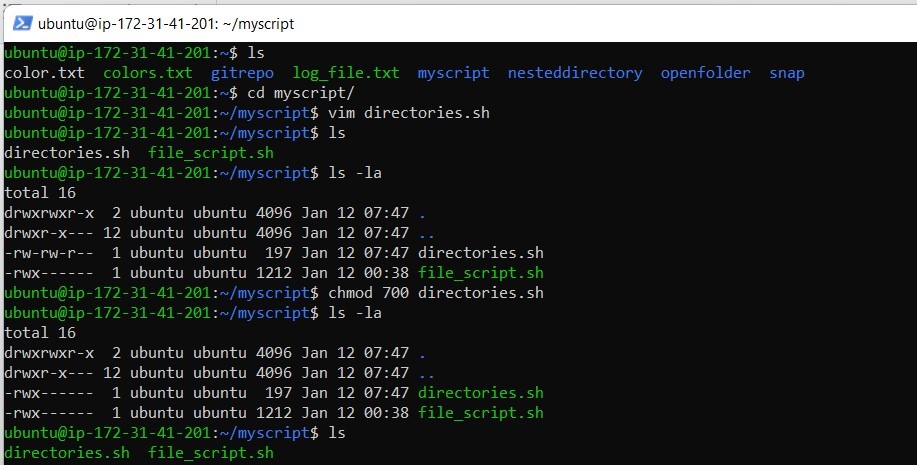 ubuntu@ip-172-31-41-201: ~/myscript
ubuntu@ip-172-31-41-201:~$ ls
color.txt  colors.txt  gitrepo  log_file.txt  myscript  nesteddirectory  openfolder  snap
ubuntu@ip-172-31-41-201:~$ cd myscript/
ubuntu@ip-172-31-41-201:~/myscript$ vim directories.sh
ubuntu@ip-172-31-41-201:~/myscript$ ls
directories.sh  file_script.sh
ubuntu@ip-172-31-41-201:~/myscript$ ls -la
total 16
drwxrwxr-x  2 ubuntu ubuntu 4096 Jan 12 07:47 .
drwxr-x--- 12 ubuntu ubuntu 4096 Jan 12 07:47 ..
-rw-rw-r--  1 ubuntu ubuntu  197 Jan 12 07:47 directories.sh
-rwx------  1 ubuntu ubuntu 1212 Jan 12 00:38 file_script.sh
ubuntu@ip-172-31-41-201:~/myscript$ chmod 700 directories.sh
ubuntu@ip-172-31-41-201:~/myscript$ ls -la
total 16
drwxrwxr-x  2 ubuntu ubuntu 4096 Jan 12 07:47 .
drwxr-x--- 12 ubuntu ubuntu 4096 Jan 12 07:47 ..
-rwx------  1 ubuntu ubuntu  197 Jan 12 07:47 directories.sh
-rwx------  1 ubuntu ubuntu 1212 Jan 12 00:38 file_script.sh
ubuntu@ip-172-31-41-201:~/myscript$ ls
directories.sh  file_script.sh